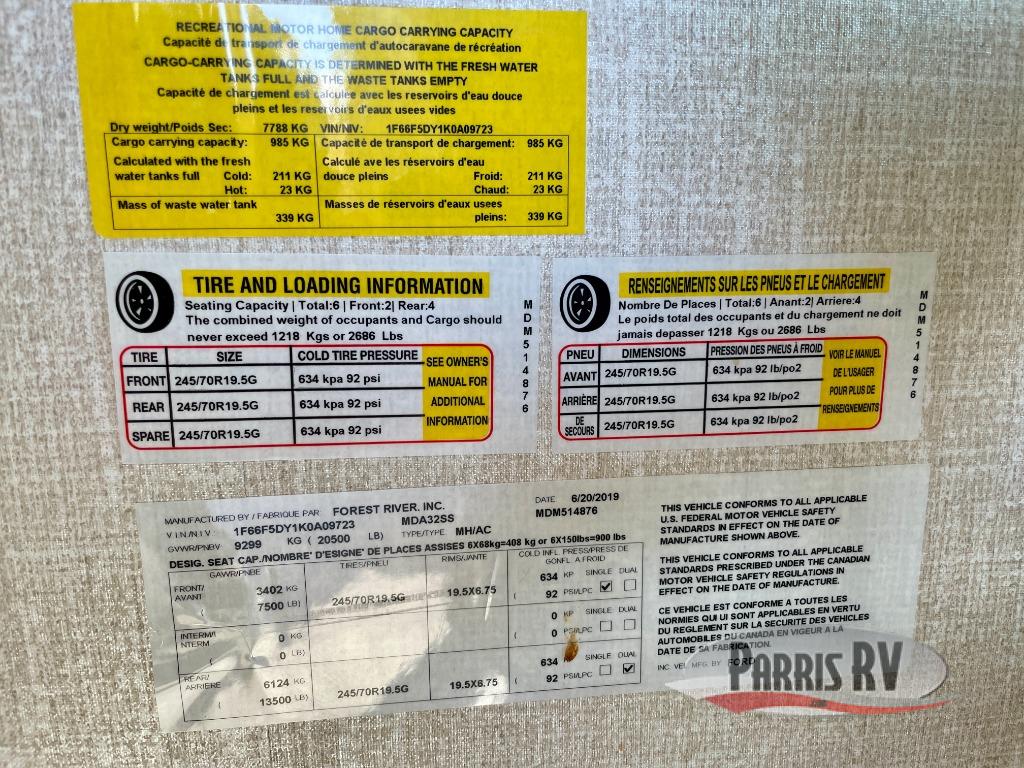 RECREATIONAL MOTOR HOME CARGO CARRYING CAPACITY
Capacité de transport de chargement d'autocaravane de récréation
CARGO-CARRYING CAPACITY IS DETERMINED WITH THE FRESH WATER
TANKS FULL AND THE WASTE TANKS EMPTY
Capacité de chargement est calculée avec les reservoirs d'eau douce
pleins et les reservoirs d'eaux usees vides
Dry weight/Poids Sec: 7788 KG VIN/NIV: 1F66F5DY1K0A09723
Cargo carrying capacity: 985 KG Capacité de transport de chargement: 985 KG
Calculated with the fresh Calculé ave les réservoirs d'eau
water tanks full Cold: 211 KG douce pleins Froid: 211 KG
Hot: 23 KG Chaud: 23 KG
Mass of waste water tank Masses de réservoirs d'eaux usees
339 KG pleins: 339 KG
TIRE AND LOADING INFORMATION
Seating Capacity | Total:6 | Front:2| Rear:4
The combined weight of occupants and Cargo should
never exceed 1218 Kgs or 2686 Lbs
TIRE SIZE COLD TIRE PRESSURE SEE OWNER'S
FRONT 245/70R19.5G 634 kpa 92 psi MANUAL FOR
REAR 245/70R19.5G 634 kpa 92 psi ADDITIONAL
SPARE 245/70R19.5G 634 kpa 92 psi INFORMATION
MDM514876
RENSEIGNEMENTS SUR LES PNEUS ET LE CHARGEMENT
Nombre De Places | Total:6 | Anant:2| Arriere:4
Le poids total des occupants et du chargement ne doit
jamais depasser 1218 Kgs ou 2686 Lbs
PNEU DIMENSIONS PRESSION DES PNEUS À FROID VOIR LE MANUEL
AVANT 245/70R19.5G 634 kpa 92 lb/po2 DE L'USAGER
ARRIÈRE 245/70R19.5G 634 kpa 92 lb/po2 POUR PLUS DE
DE SECOURS 245/70R19.5G 634 kpa 92 lb/po2 RENSEIGNEMENTS
MDM514876
MANUFACTURED BY / FABRIQUE PAR FOREST RIVER, INC. DATE 6/20/2019
V.I.N./N.I.V: 1F66F5DY1K0A09723 MDA32SS MDM514876
GVWR/PNBV 9299 KG ( 20500 LB) TYPE/TYPE MH/AC
DESIG. SEAT CAP./NOMBRE' D'ESIGNE' DE PLACES ASSISES 6X68kg=408 kg or 6X150lbs=900 lbs
GAWR/PNBE TIRES/PNEU RIMS/JANTE COLD INFL. PRESS/PRESS DE
GONFL. A FROID
FRONT/ 3402 KG 245/70R19.5G 19.5X6.75 634 KP SINGLE DUAL
AVANT ( 7500 LB) ( 92 PSI/LPC ✓
INTERM/ 0 KG 0 KP SINGLE DUAL
NTERM ( 0 LB) ( 0 PSI/LPC
REAR/ 6124 KG 245/70R19.5G 19.5X6.75 634 SINGLE DUAL
ARRIERE ( 13500 LB) ( 92 PSI/LPC ✓
THIS VEHICLE CONFORMS TO ALL APPLICABLE
U.S. FEDERAL MOTOR VEHICLE SAFETY
STANDARDS IN EFFECT ON THE DATE OF
MANUFACTURE SHOWN ABOVE.
THIS VEHICLE CONFORMS TO ALL APPLICABLE
STANDARDS PRESCRIBED UNDER THE CANADIAN
MOTOR VEHICLE SAFETY REGULATIONS IN
EFFECT ON THE DATE OF MANUFACTURE.
CE VEHICLE EST CONFORME A TOUTES LES
NORMIES QUI UI SONT APPLICABLES EN VERTU
DU REGLEMENT SUR LA SECURITE DES VEHICLES
AUTOMOBILES DU CANADA EN VIGEUR A LA
DATE DE SA FABRICATION.
INC. VEL. MFG. BY FORD
PARRIS RV